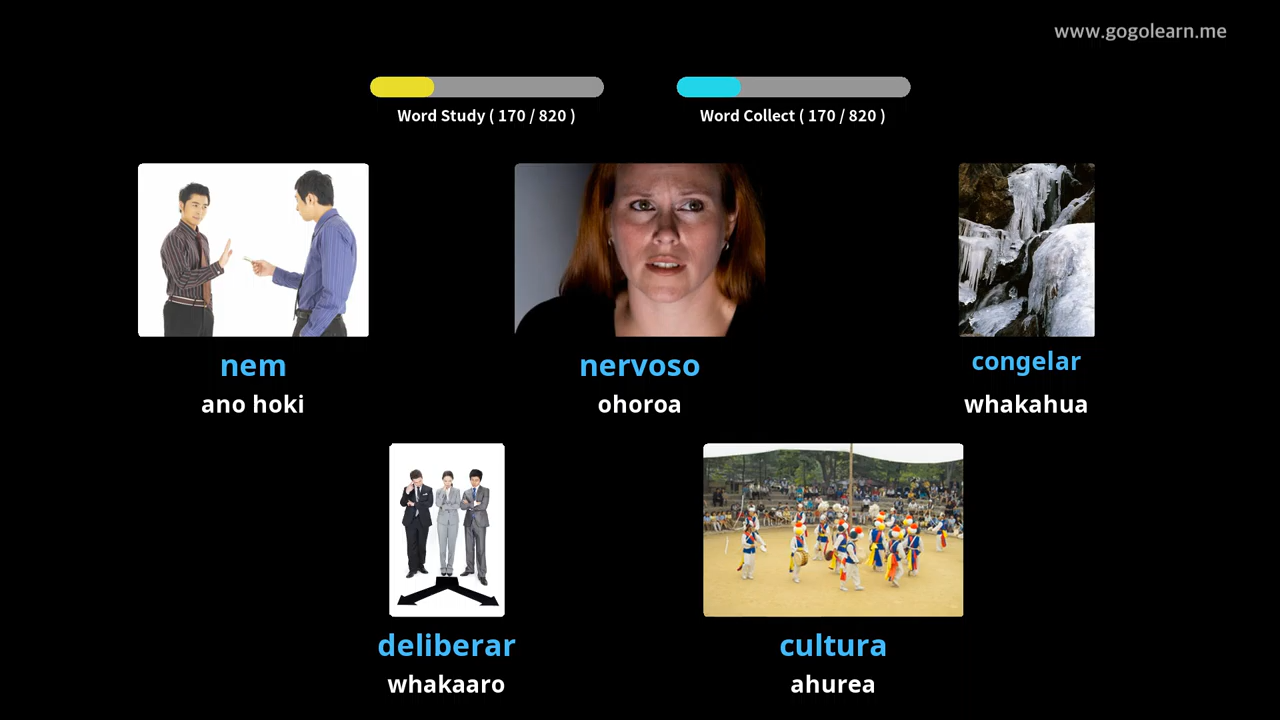 www.gogolearn.me
Word Study ( 170 / 820 )
Word Collect ( 170 / 820 )
nem
nervoso
congelar
ano hoki
ohoroa
whakahua
deliberar
cultura
whakaaro
ahurea